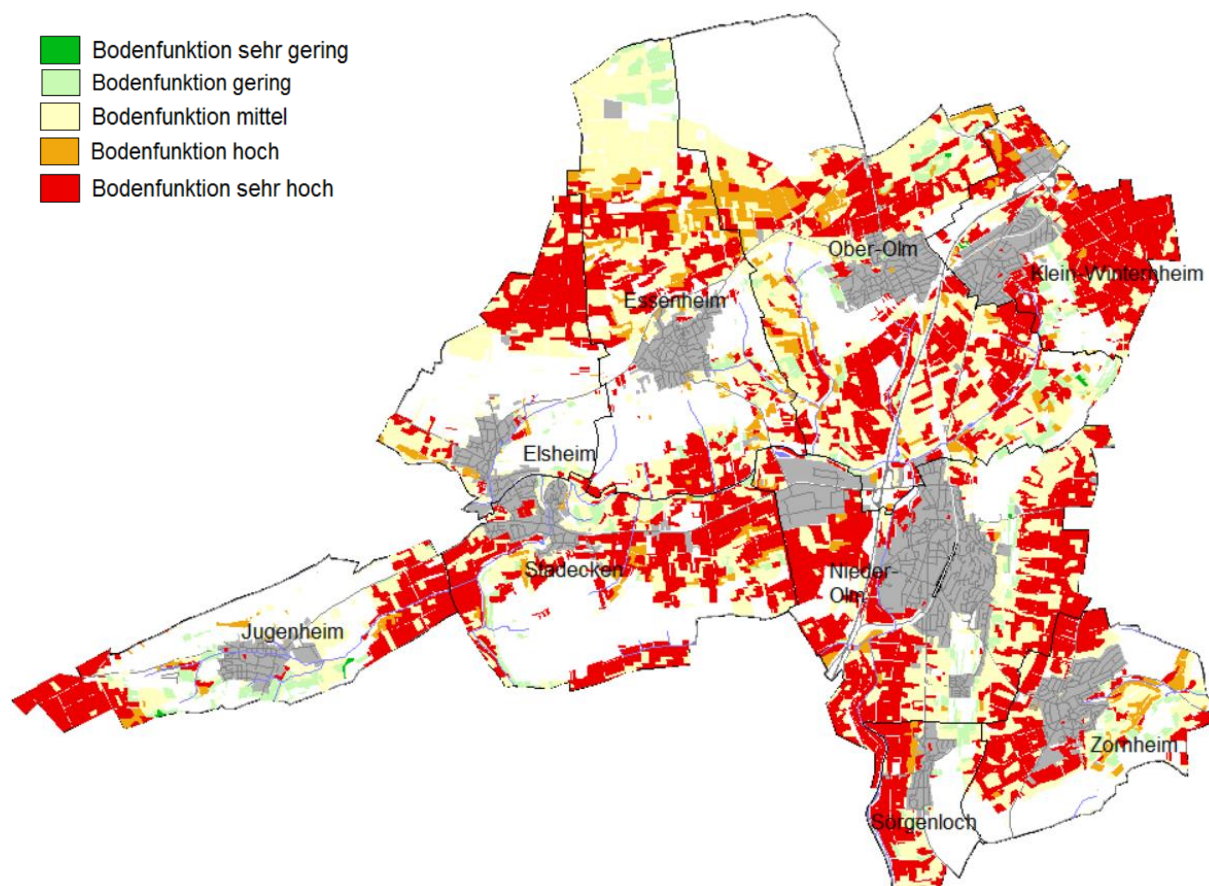 Bodenfunktion sehr gering
Bodenfunktion gering
Bodenfunktion mittel
Bodenfunktion hoch
Bodenfunktion sehr hoch
Ober-Olm
Klein-Winternheim
Essenheim
Elsheim
Stadecken
Nieder-
Olm
Jugenheim
Zornheim
Sörgenloch